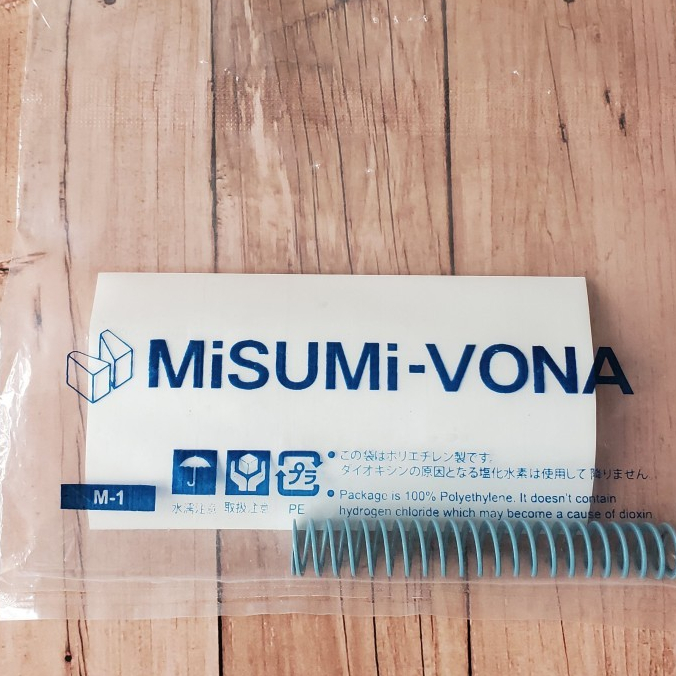 MiSUMi-VONA
M-1
水濡注意
取扱注意
プラ
PE
●この袋はポリエチレン製です。
ダイオキシンの原因となる塩化水素は使用して降りません
●Package is 100% Polyethylene. It doesn't contain
hydrogen chloride which may become a cause of dioxin.